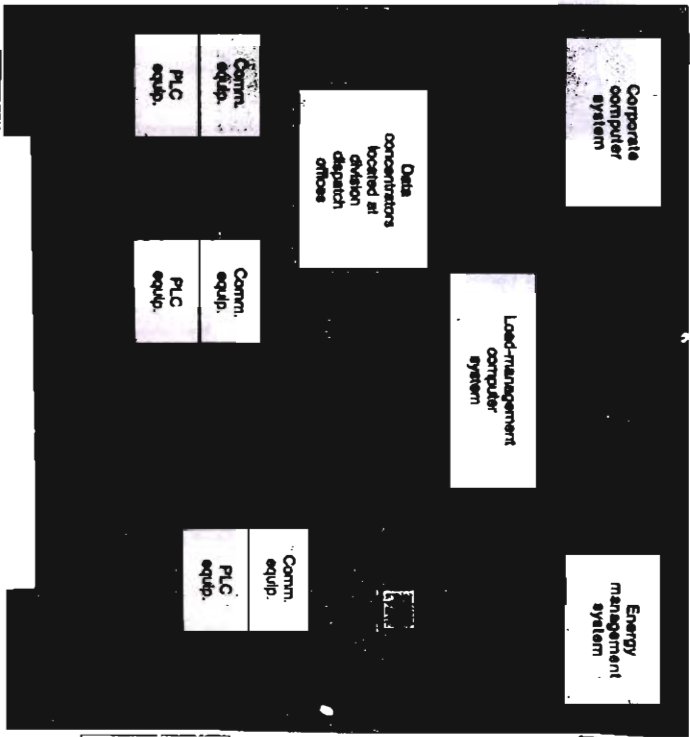 Corporate
computer
system
Energy
management
system
Load-management
computer
system
Data
concentrators
located at
division
dispatch
offices
Comm.
equip.
PLC
equip.
Comm.
equip.
PLC
equip.
Comm.
equip.
PLC
equip.